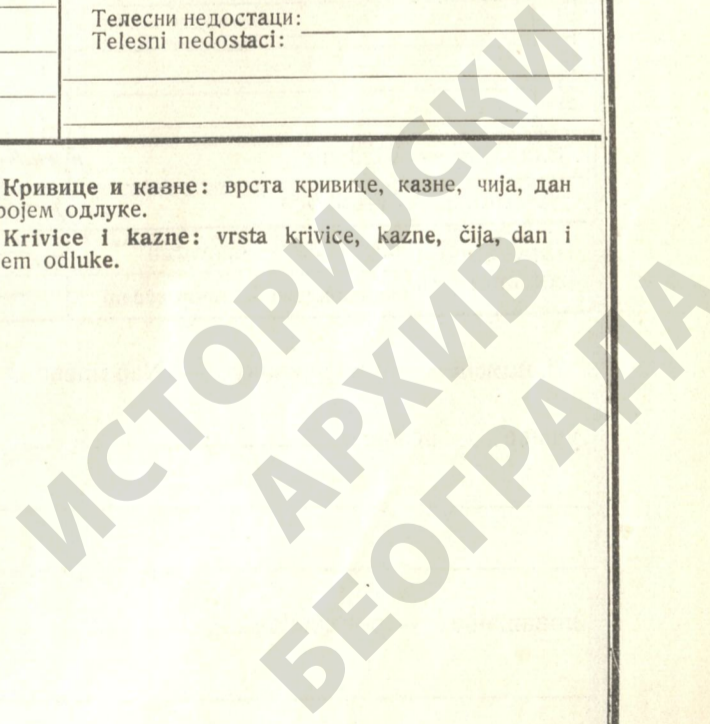 Телесни недостаци:
Telesni nedostaci:
Кривице и казне: врста кривице, казне, чија, дан
ројем одлуке.
Krivice i kazne: vrsta krivice, kazne, čija, dan i
em odluke.
ИСТОРИЈСКИ
АРХИВ
БЕОГРАДА